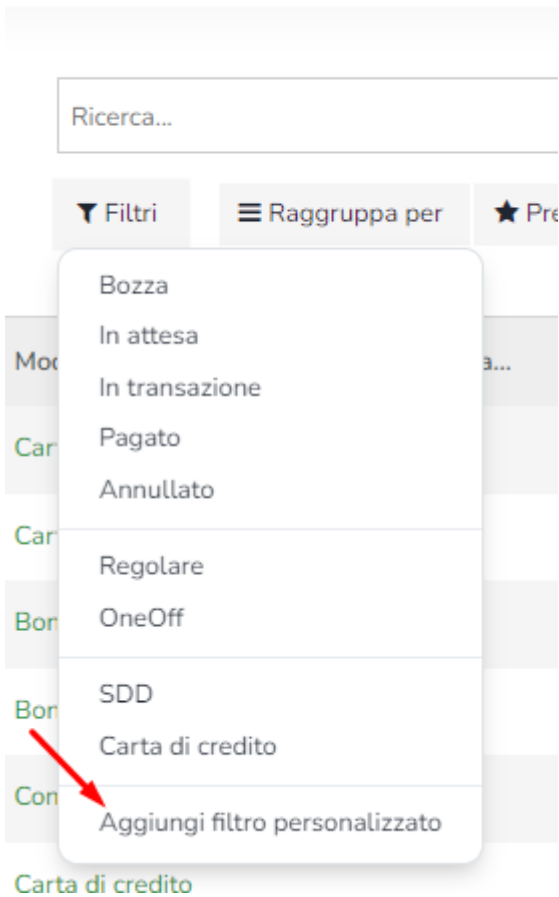 Ricerca...
Filtri Raggruppa per
Bozza
In attesa
In transazione
Pagato
Annullato
Regolare
OneOff
SDD
Carta di credito
Aggiungi filtro personalizzato
Carta di credito